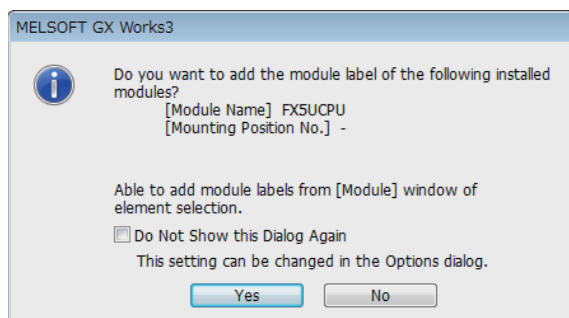 MELSOFT GX Works3
Do you want to add the module label of the following installed
modules?
[Module Name] FX5UCPU
[Mounting Position No.] -
Able to add module labels from [Module] window of
element selection.
Do Not Show this Dialog Again
This setting can be changed in the Options dialog.
Yes No